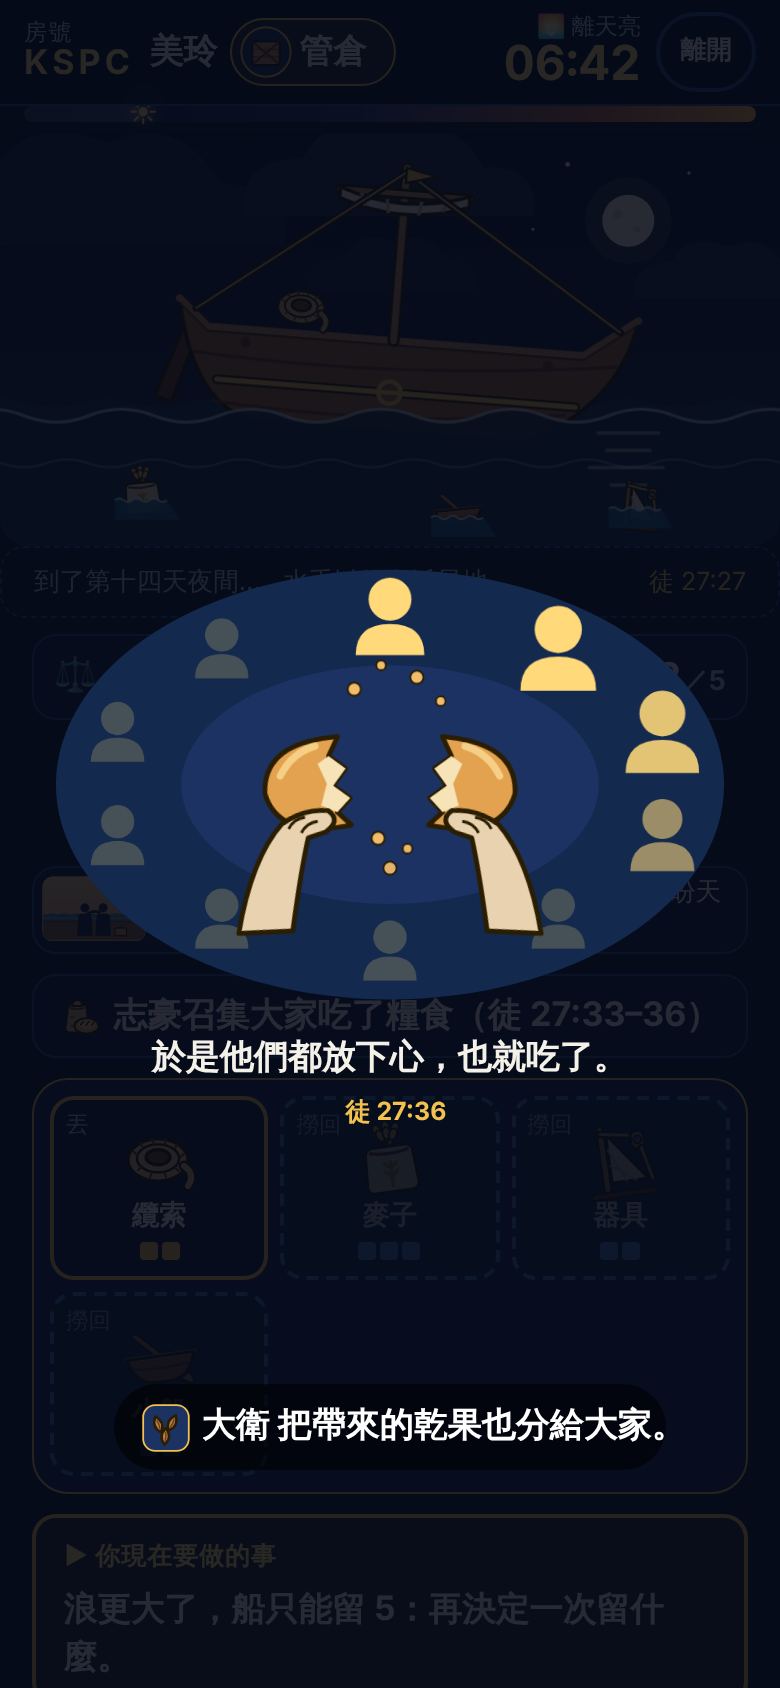 房號
KSPC 美玲 管倉
離天亮
06:42
離開
到了第十四天夜間…
徒 27:27
／5
盼天
志豪召集大家吃了糧食（徒 27:33–36）
於是他們都放下心，也就吃了。
徒 27:36
丟
纜索
撈回
麥子
撈回
器具
撈回
大衛 把帶來的乾果也分給大家。
▶ 你現在要做的事
浪更大了，船只能留 5：再決定一次留什
麼。